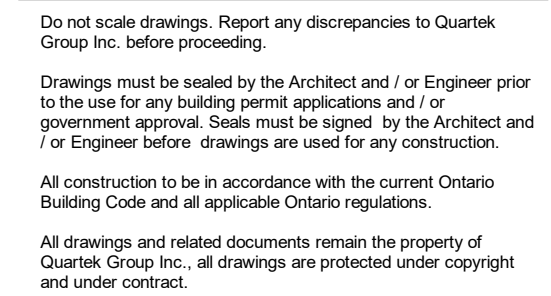 Do not scale drawings. Report any discrepancies to Quartek
Group Inc. before proceeding.
Drawings must be sealed by the Architect and / or Engineer prior
to the use for any building permit applications and / or
government approval. Seals must be signed  by the Architect and
/ or Engineer before  drawings are used for any construction.
All construction to be in accordance with the current Ontario
Building Code and all applicable Ontario regulations.
All drawings and related documents remain the property of
Quartek Group Inc., all drawings are protected under copyright
and under contract.